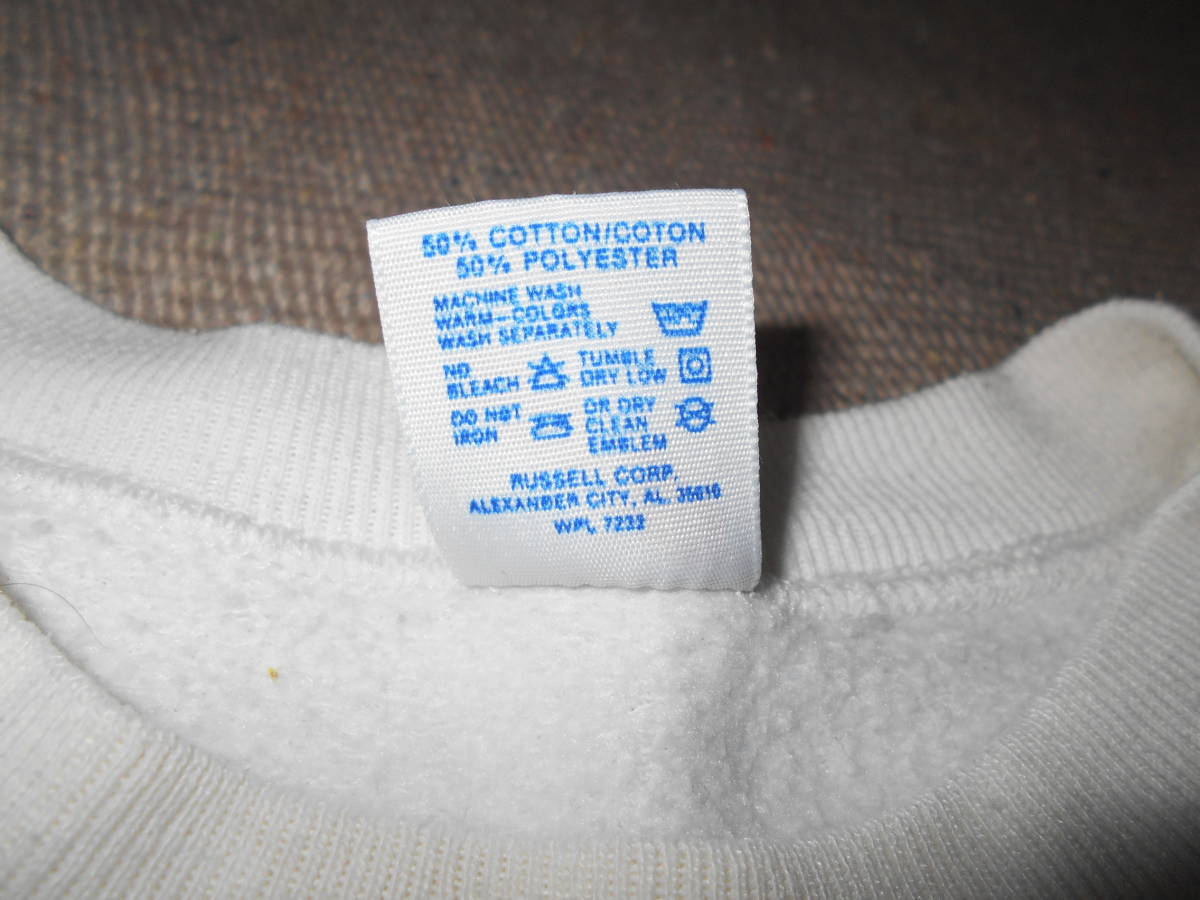 50% COTTON/COTON
50% POLYESTER
MACHINE WASH
WARM—COLORS
WASH SEPARATELY
NO
BLEACH
TUMBLE
DRY LOW
DO NOT
IRON
OR DRY
CLEAN
EMBLEM
RUSSELL CORP.
ALEXANDER CITY, AL. 35010
WPL 7233